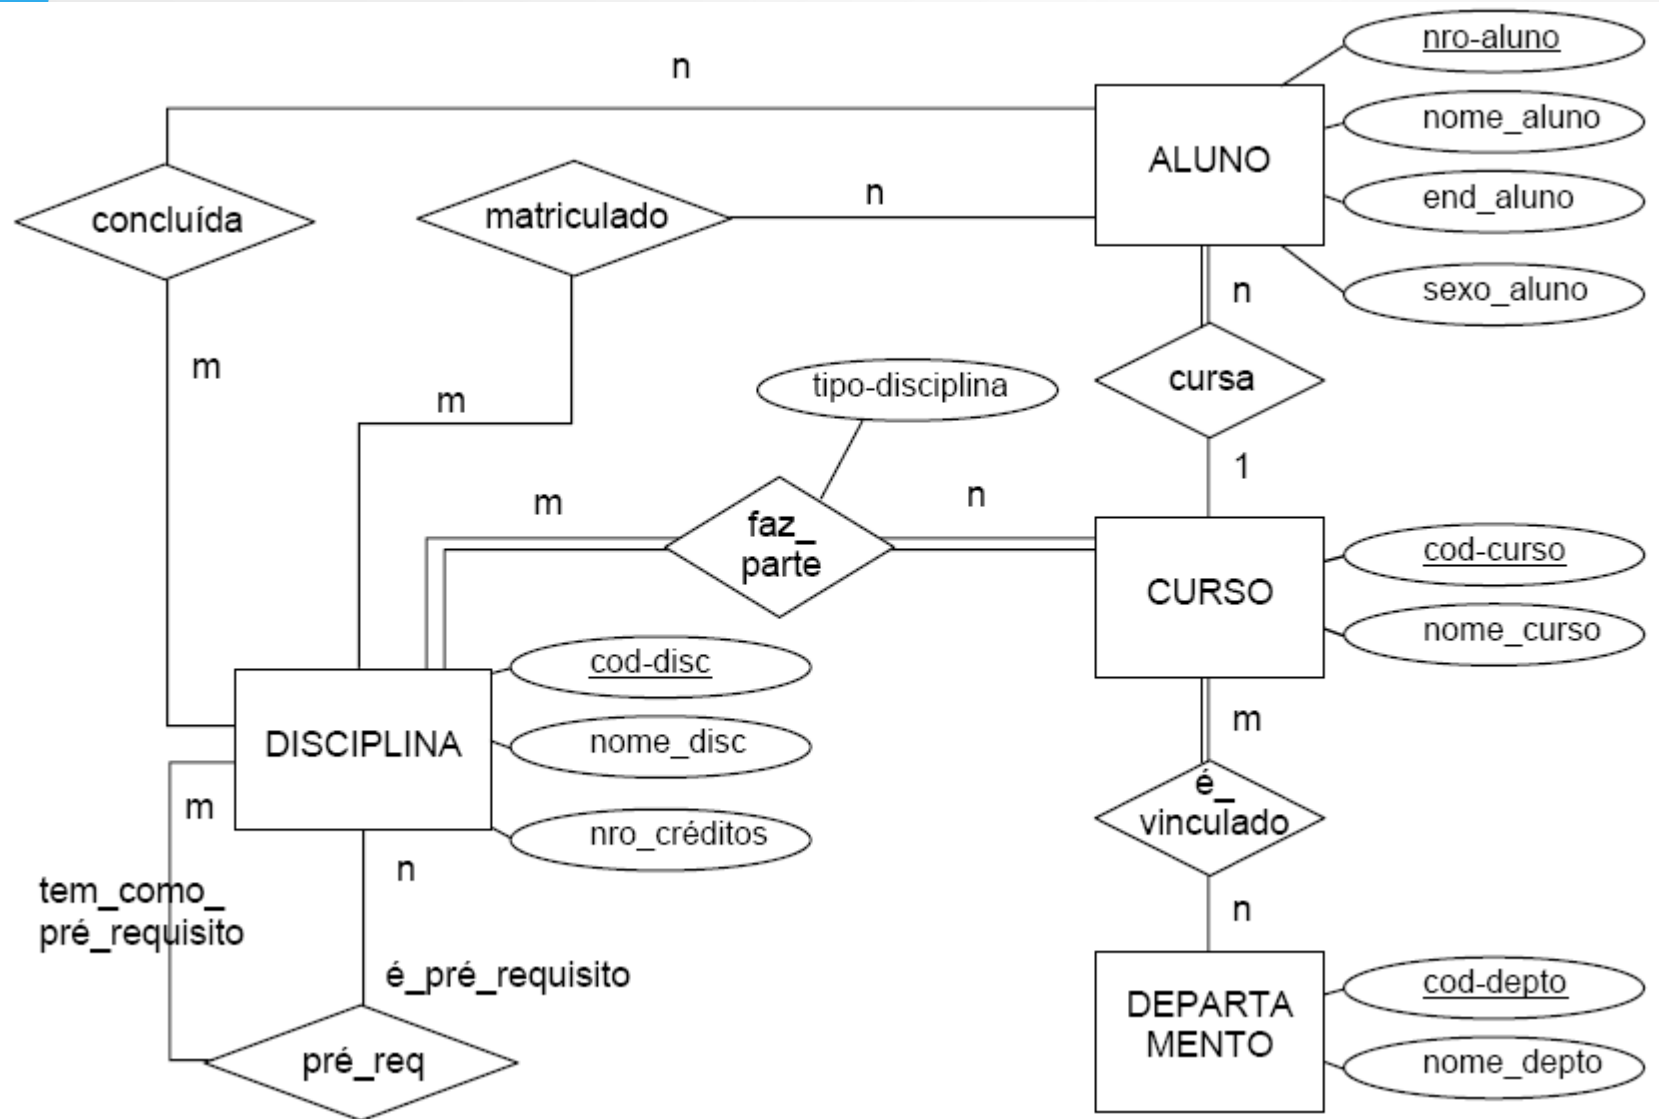 nro-aluno
n
nome_aluno
ALUNO
end_aluno
n
matriculado
concluída
sexo_aluno
n
m
cursa
tipo-disciplina
m
1
n
m
faz_
parte
cod-curso
CURSO
nome_curso
cod-disc
m
nome_disc
DISCIPLINA
é_
vinculado
m
nro_créditos
n
tem_como_
pré_requisito
n
é_pré_requisito
cod-depto
DEPARTA
MENTO
nome_depto
pré_req